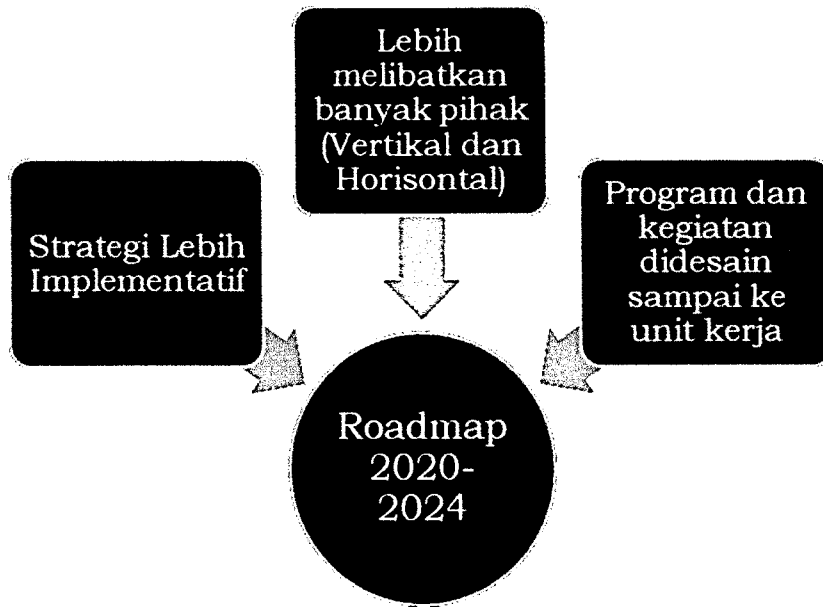 Lebih
melibatkan
banyak pihak
(Vertikal dan
Horisontal)
Strategi Lebih
Implementatif
Program dan
kegiatan
didesain
sampai ke
unit kerja
Roadmap
2020-
2024